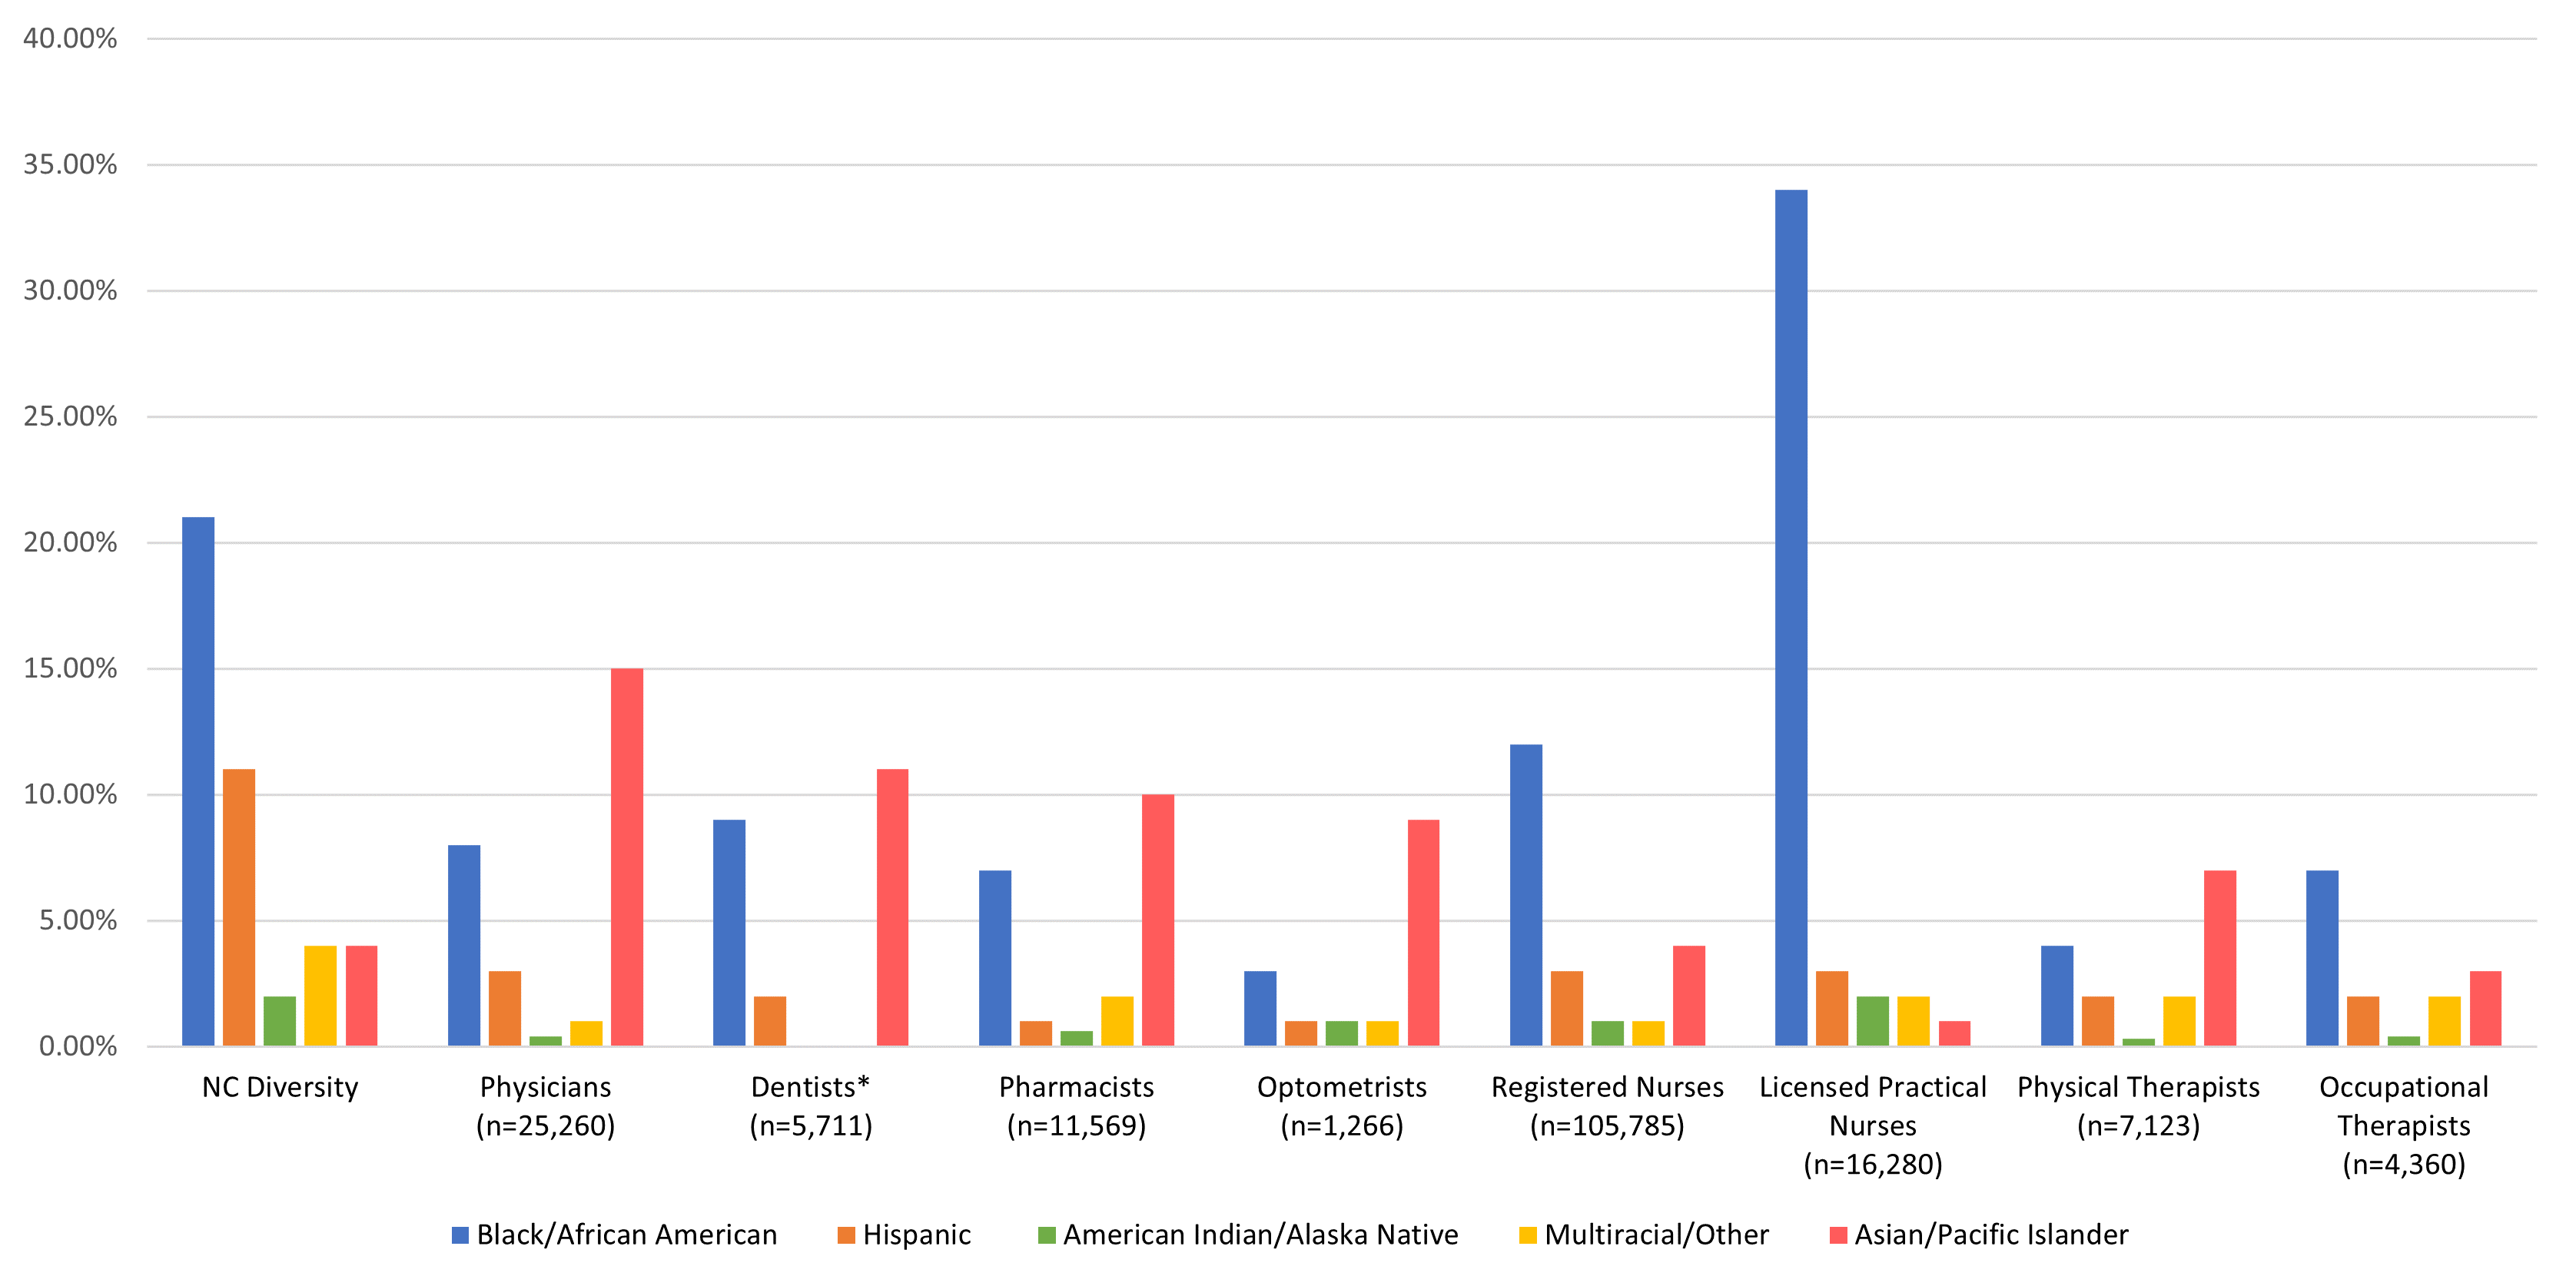 40.00%
35.00%
30.00%
25.00%
20.00%
15.00%
10.00%
5.00%
0.00%
NC Diversity
Physicians
(n=25,260)
Dentists*
(n=5,711)
Pharmacists
(n=11,569)
Optometrists
(n=1,266)
Registered Nurses
(n=105,785)
Licensed Practical
Nurses
(n=16,280)
Physical Therapists
(n=7,123)
Occupational
Therapists
(n=4,360)
Black/African American
Hispanic
American Indian/Alaska Native
Multiracial/Other
Asian/Pacific Islander